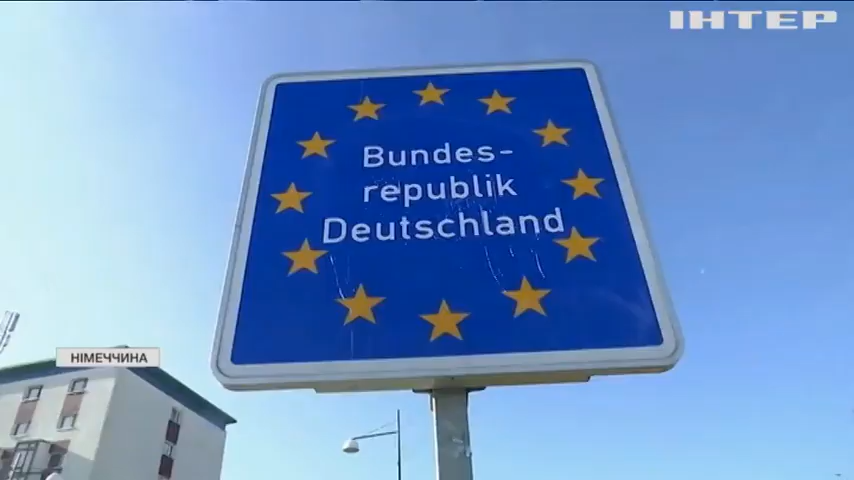 ІНТЕР
Bundes-
republik
Deutschland
НІМЕЧЧИНА